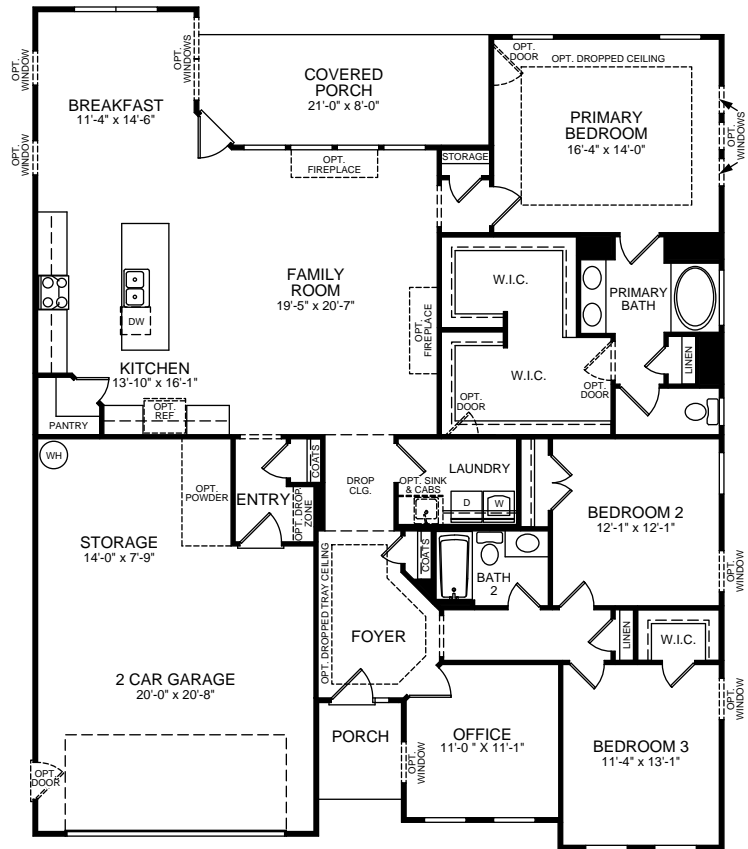 OPT.
WINDOW
OPT.
WINDOWS
BREAKFAST
11'-4" x 14'-6"
OPT.
WINDOW
COVERED
PORCH
21'-0" x 8'-0"
OPT.
FIREPLACE
OPT.
DOOR
OPT. DROPPED CEILING
PRIMARY
BEDROOM
16'-4" x 14'-0"
OPT.
WINDOWS
STORAGE
FAMILY
ROOM
19'-5" x 20'-7"
OPT.
FIREPLACE
W.I.C.
PRIMARY
BATH
DW
KITCHEN
13'-10" x 16'-1"
W.I.C.
LINEN
OPT.
DOOR
OPT.
DOOR
PANTRY
OPT.
REF
WH
OPT.
POWDER
ENTRY
COATS
OPT. DROP
ZONE
DROP
CLG.
LAUNDRY
OPT. SINK
& CABS
D
W
BEDROOM 2
12'-1" x 12'-1"
STORAGE
14'-0" x 7'-9"
OPT. DROPPED TRAY CEILING
COATS
BATH
2
OPT.
WINDOW
FOYER
LINEN
W.I.C.
2 CAR GARAGE
20'-0" x 20'-8"
OPT.
WINDOW
PORCH
OPT.
WINDOW
OFFICE
11'-0 " X 11'-1"
BEDROOM 3
11'-4" x 13'-1"
OPT.
DOOR